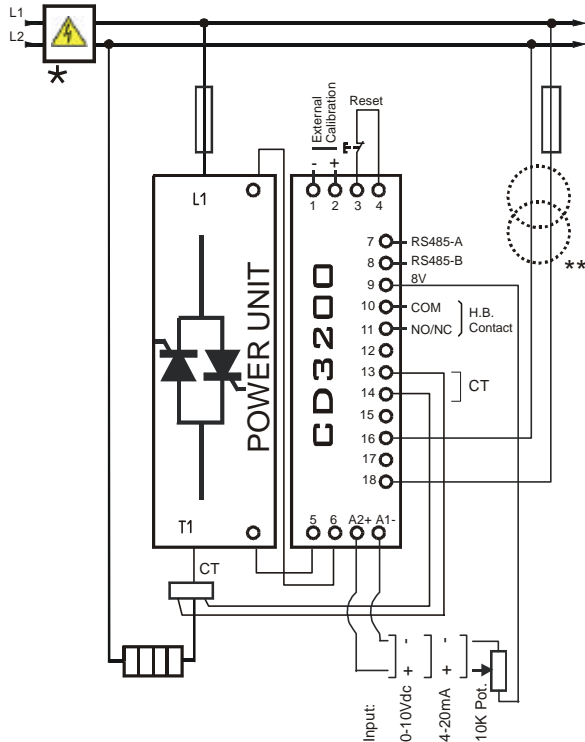 L1
L2
*
External
Calibration
Reset
- +
1 2 3 4
L1
POWER UNIT
T1
CD3200
7 RS485-A
8 RS485-B
9 8V
10 COM
11 NO/NC
H.B.
Contact
12
13
14
CT
15
16
17
18
**
5 6 A2+ A1-
CT
Input:
- +
0-10Vdc
- +
4-20mA
10K Pot.